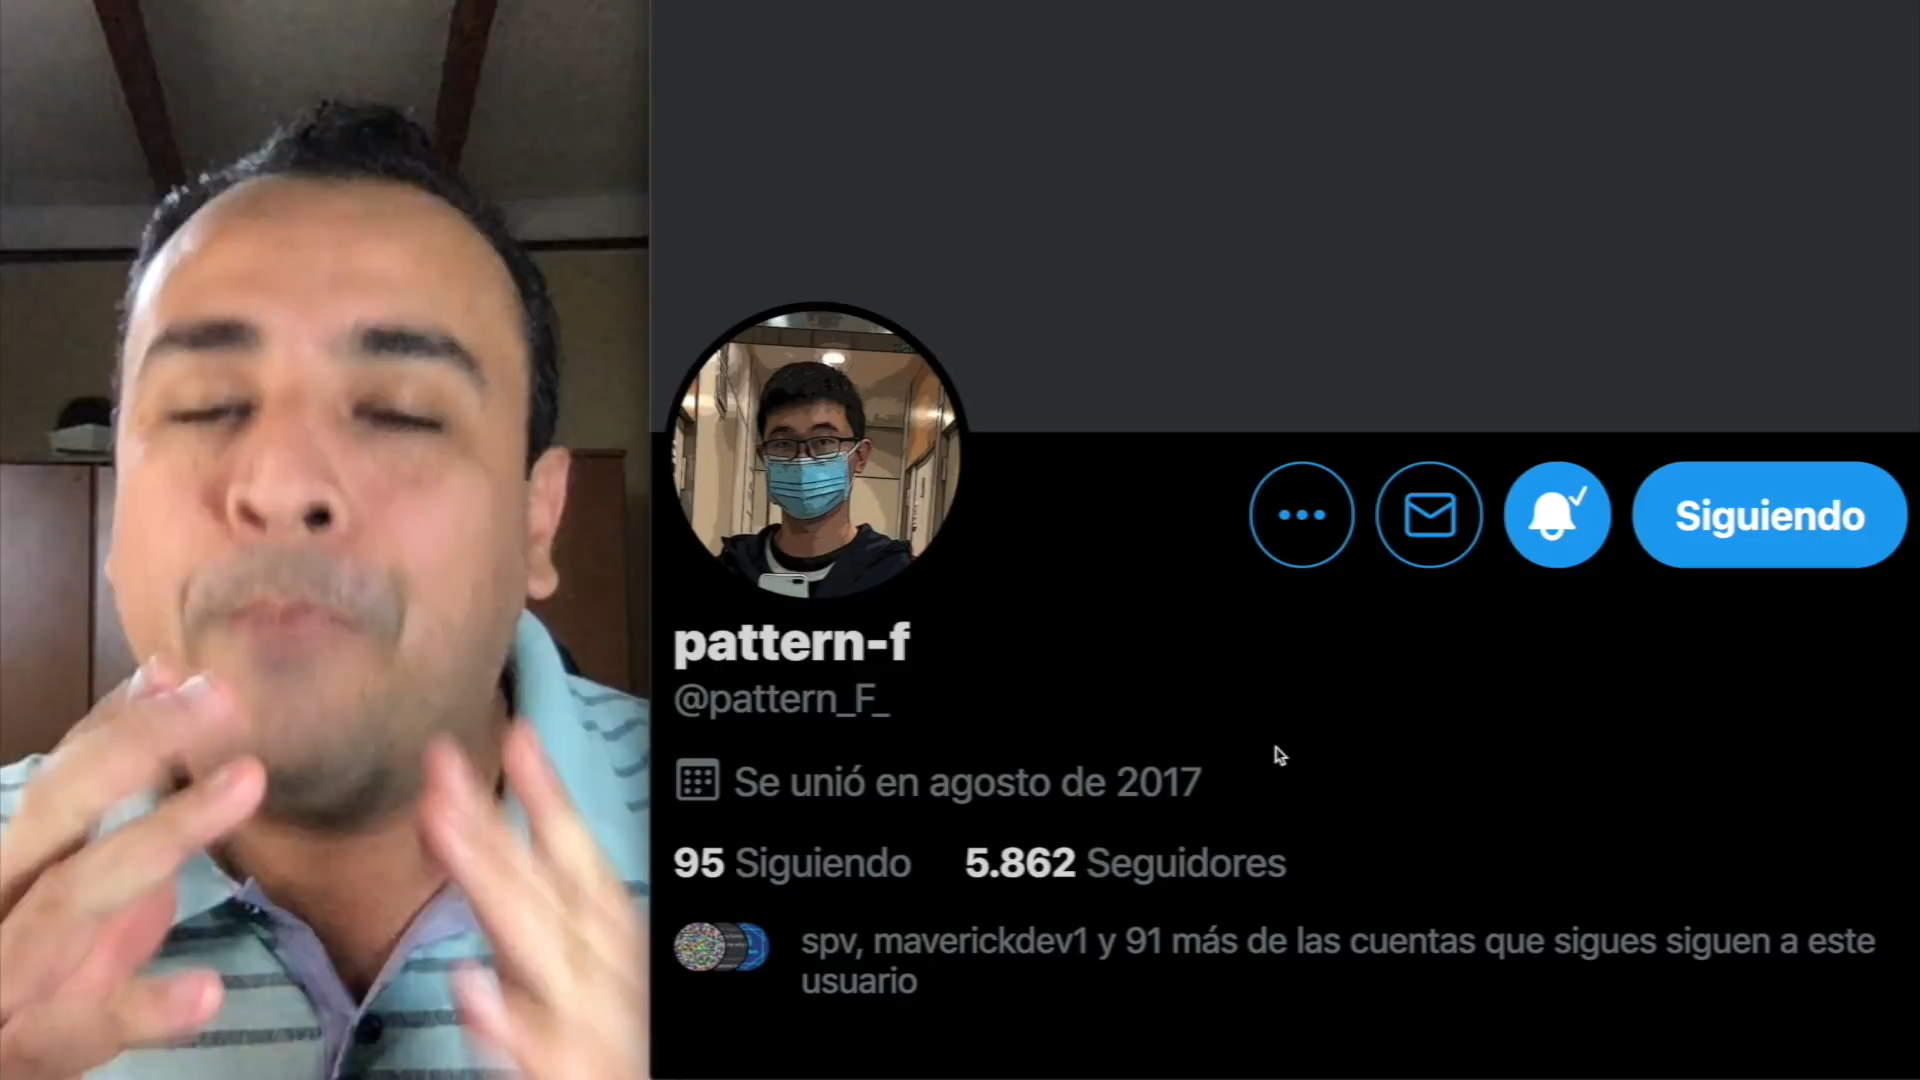 Siguiendo
pattern-f
@pattern_F_
Se unió en agosto de 2017
95 Siguiendo 5.862 Seguidores
spv, maverickdev1 y 91 más de las cuentas que sigues siguen a este
usuario